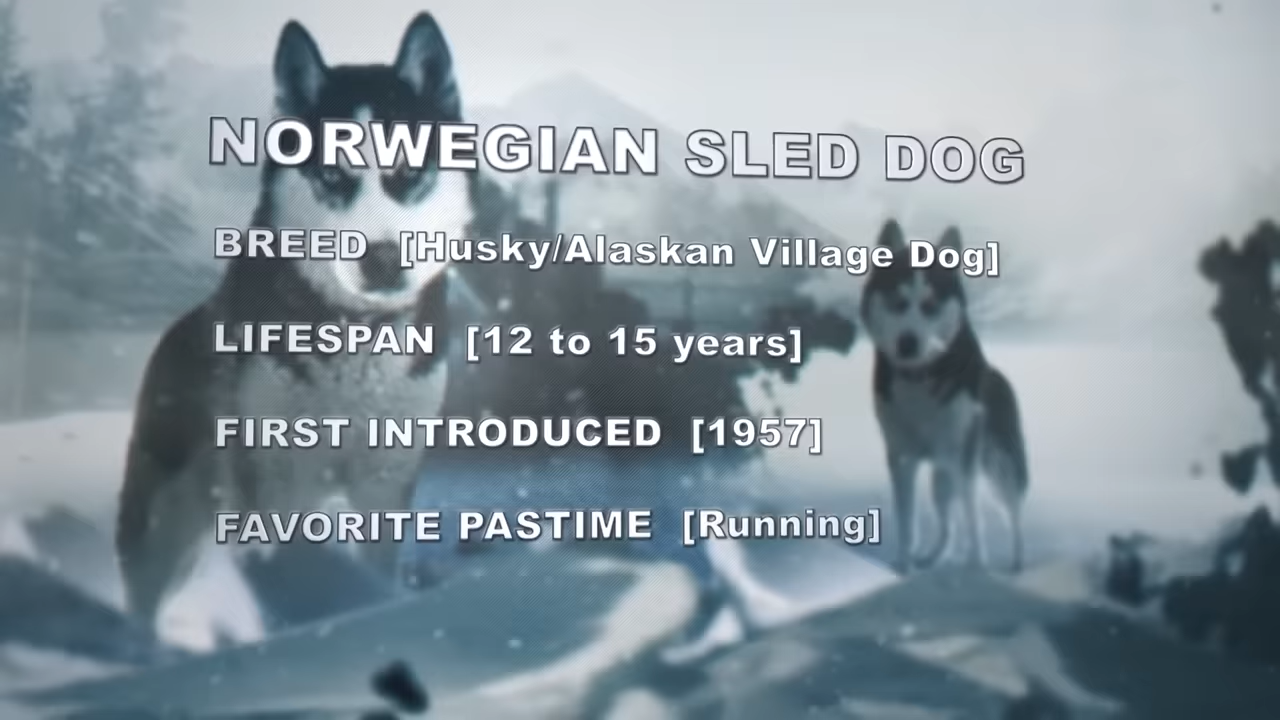 NORWEGIAN SLED DOG
BREED [Husky/Alaskan Village Dog]
LIFESPAN [12 to 15 years]
FIRST INTRODUCED [1957]
FAVORITE PASTIME [Running]